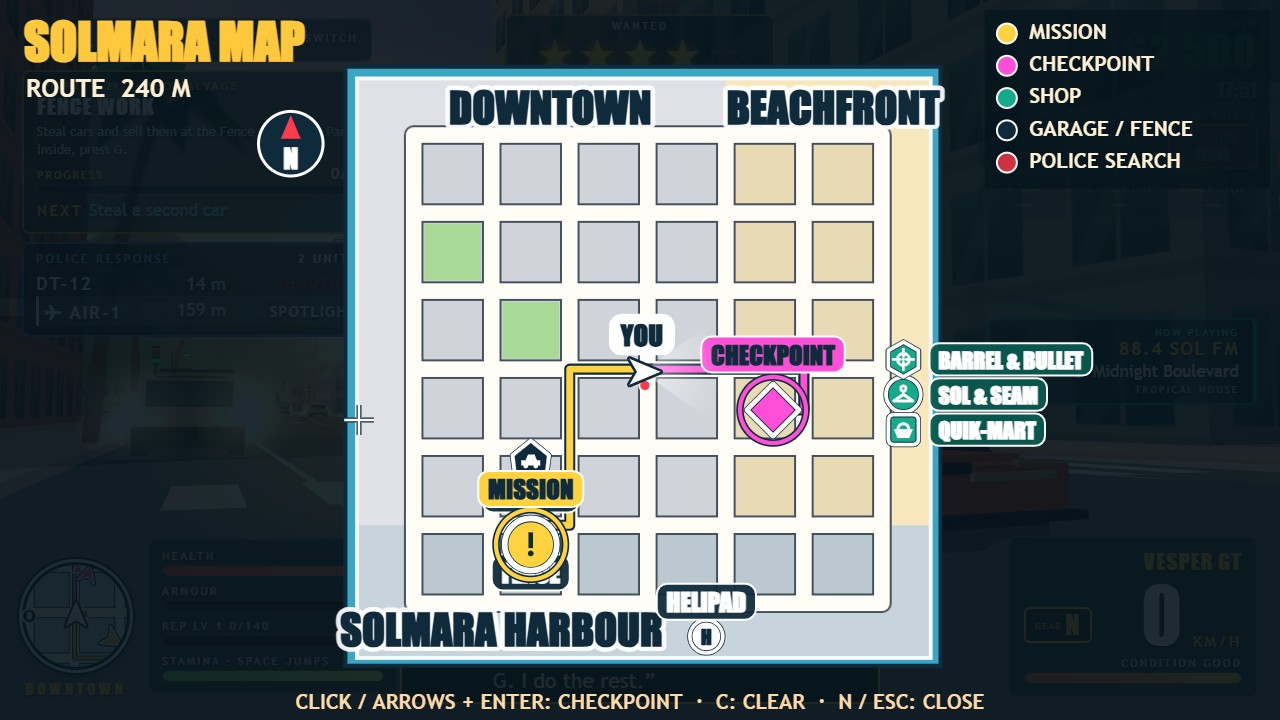 SOLMARA MAP
ROUTE 240 M
N
WANTED
FENCE WORK
Steal cars and sell them at the Fence
inside, press G.
PROGRESS
NEXT Steal a second car
POLICE RESPONSE
2 UNIT
DT-12
14 m
AIR-1
159 m
SPOTLIGH
DOWNTOWN
BEACHFRONT
YOU
CHECKPOINT
MISSION
!
SOLMARA HARBOUR
HELIPAD
H
BARREL & BULLET
SOL & SEAM
QUIK-MART
MISSION
CHECKPOINT
SHOP
GARAGE / FENCE
POLICE SEARCH
NOW PLAYING
88.4 SOL FM
Midnight Boulevard
TROPICAL HOUSE
HEALTH
ARMOUR
REP LV 1 0/140
STAMINA · SPACE JUMPS
DOWNTOWN
G. I do the rest.”
VESPER GT
GEAR N
0
KM/H
CONDITION GOOD
CLICK / ARROWS + ENTER: CHECKPOINT · C: CLEAR · N / ESC: CLOSE